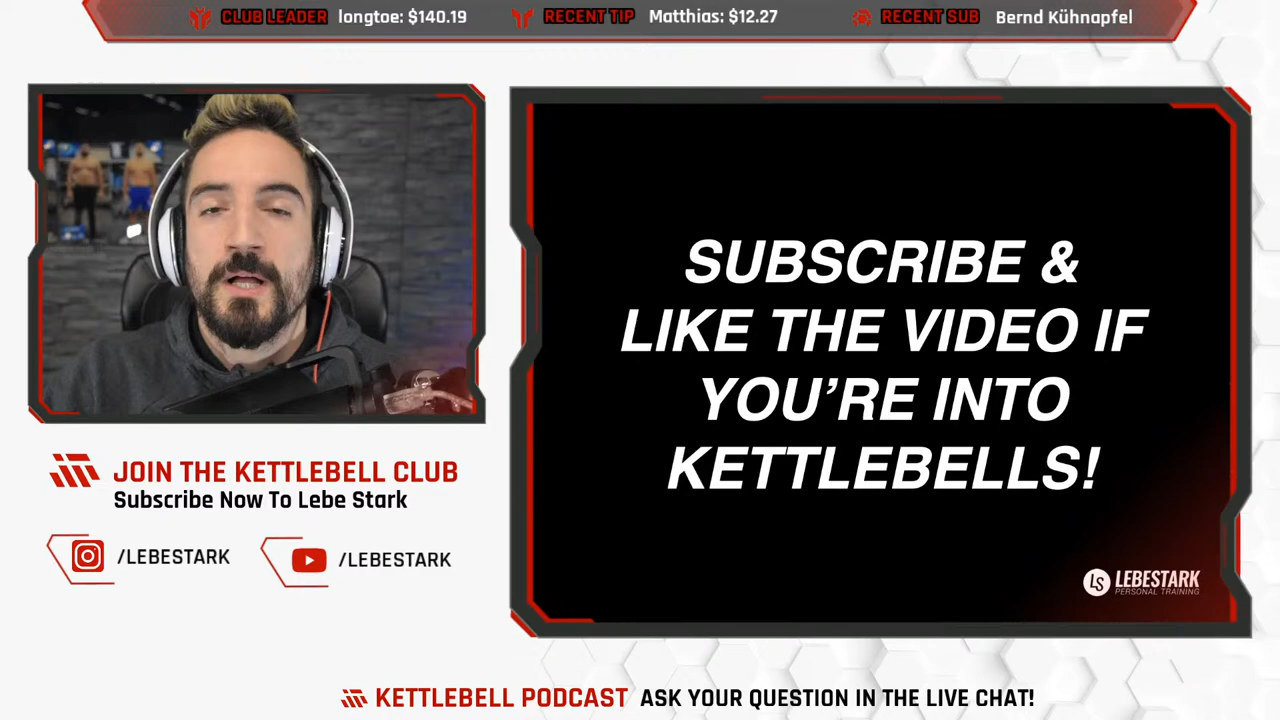 CLUB LEADER longtoe: $140.19 RECENT TIP Matthias: $12.27 RECENT SUB Bernd Kühnapfel
SUBSCRIBE &
LIKE THE VIDEO IF
YOU’RE INTO
KETTLEBELLS!
JOIN THE KETTLEBELL CLUB
Subscribe Now To Lebe Stark
/LEBESTARK /LEBESTARK
LS LEBESTARK
PERSONAL TRAINING
KETTLEBELL PODCAST ASK YOUR QUESTION IN THE LIVE CHAT!